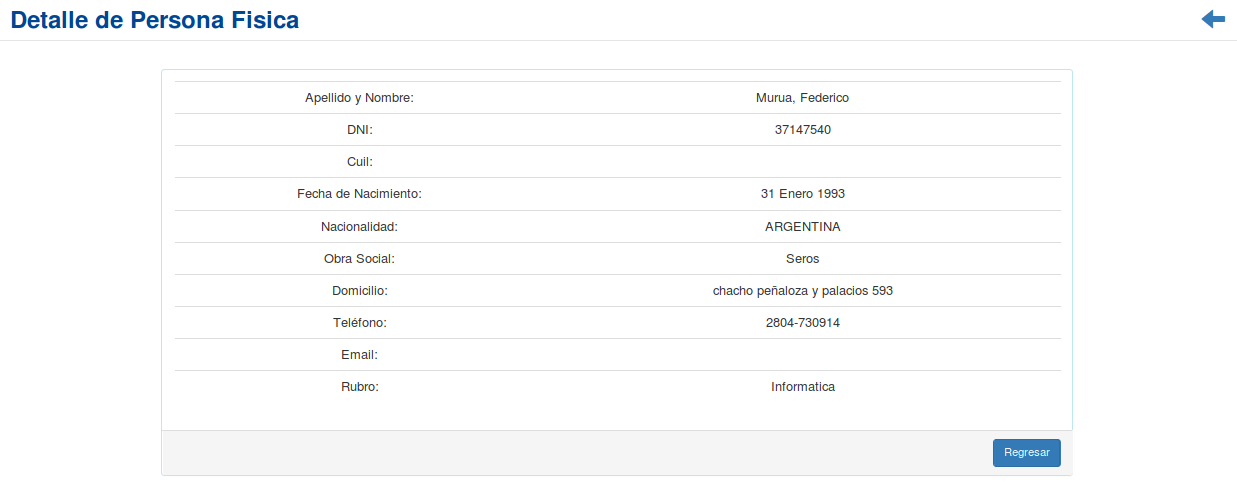 Detalle de Persona Fisica
Apellido y Nombre: Murua, Federico
DNI: 37147540
Cuil:
Fecha de Nacimiento: 31 Enero 1993
Nacionalidad: ARGENTINA
Obra Social: Seros
Domicilio: chacho peñaloza y palacios 593
Teléfono: 2804-730914
Email:
Rubro: Informatica
Regresar